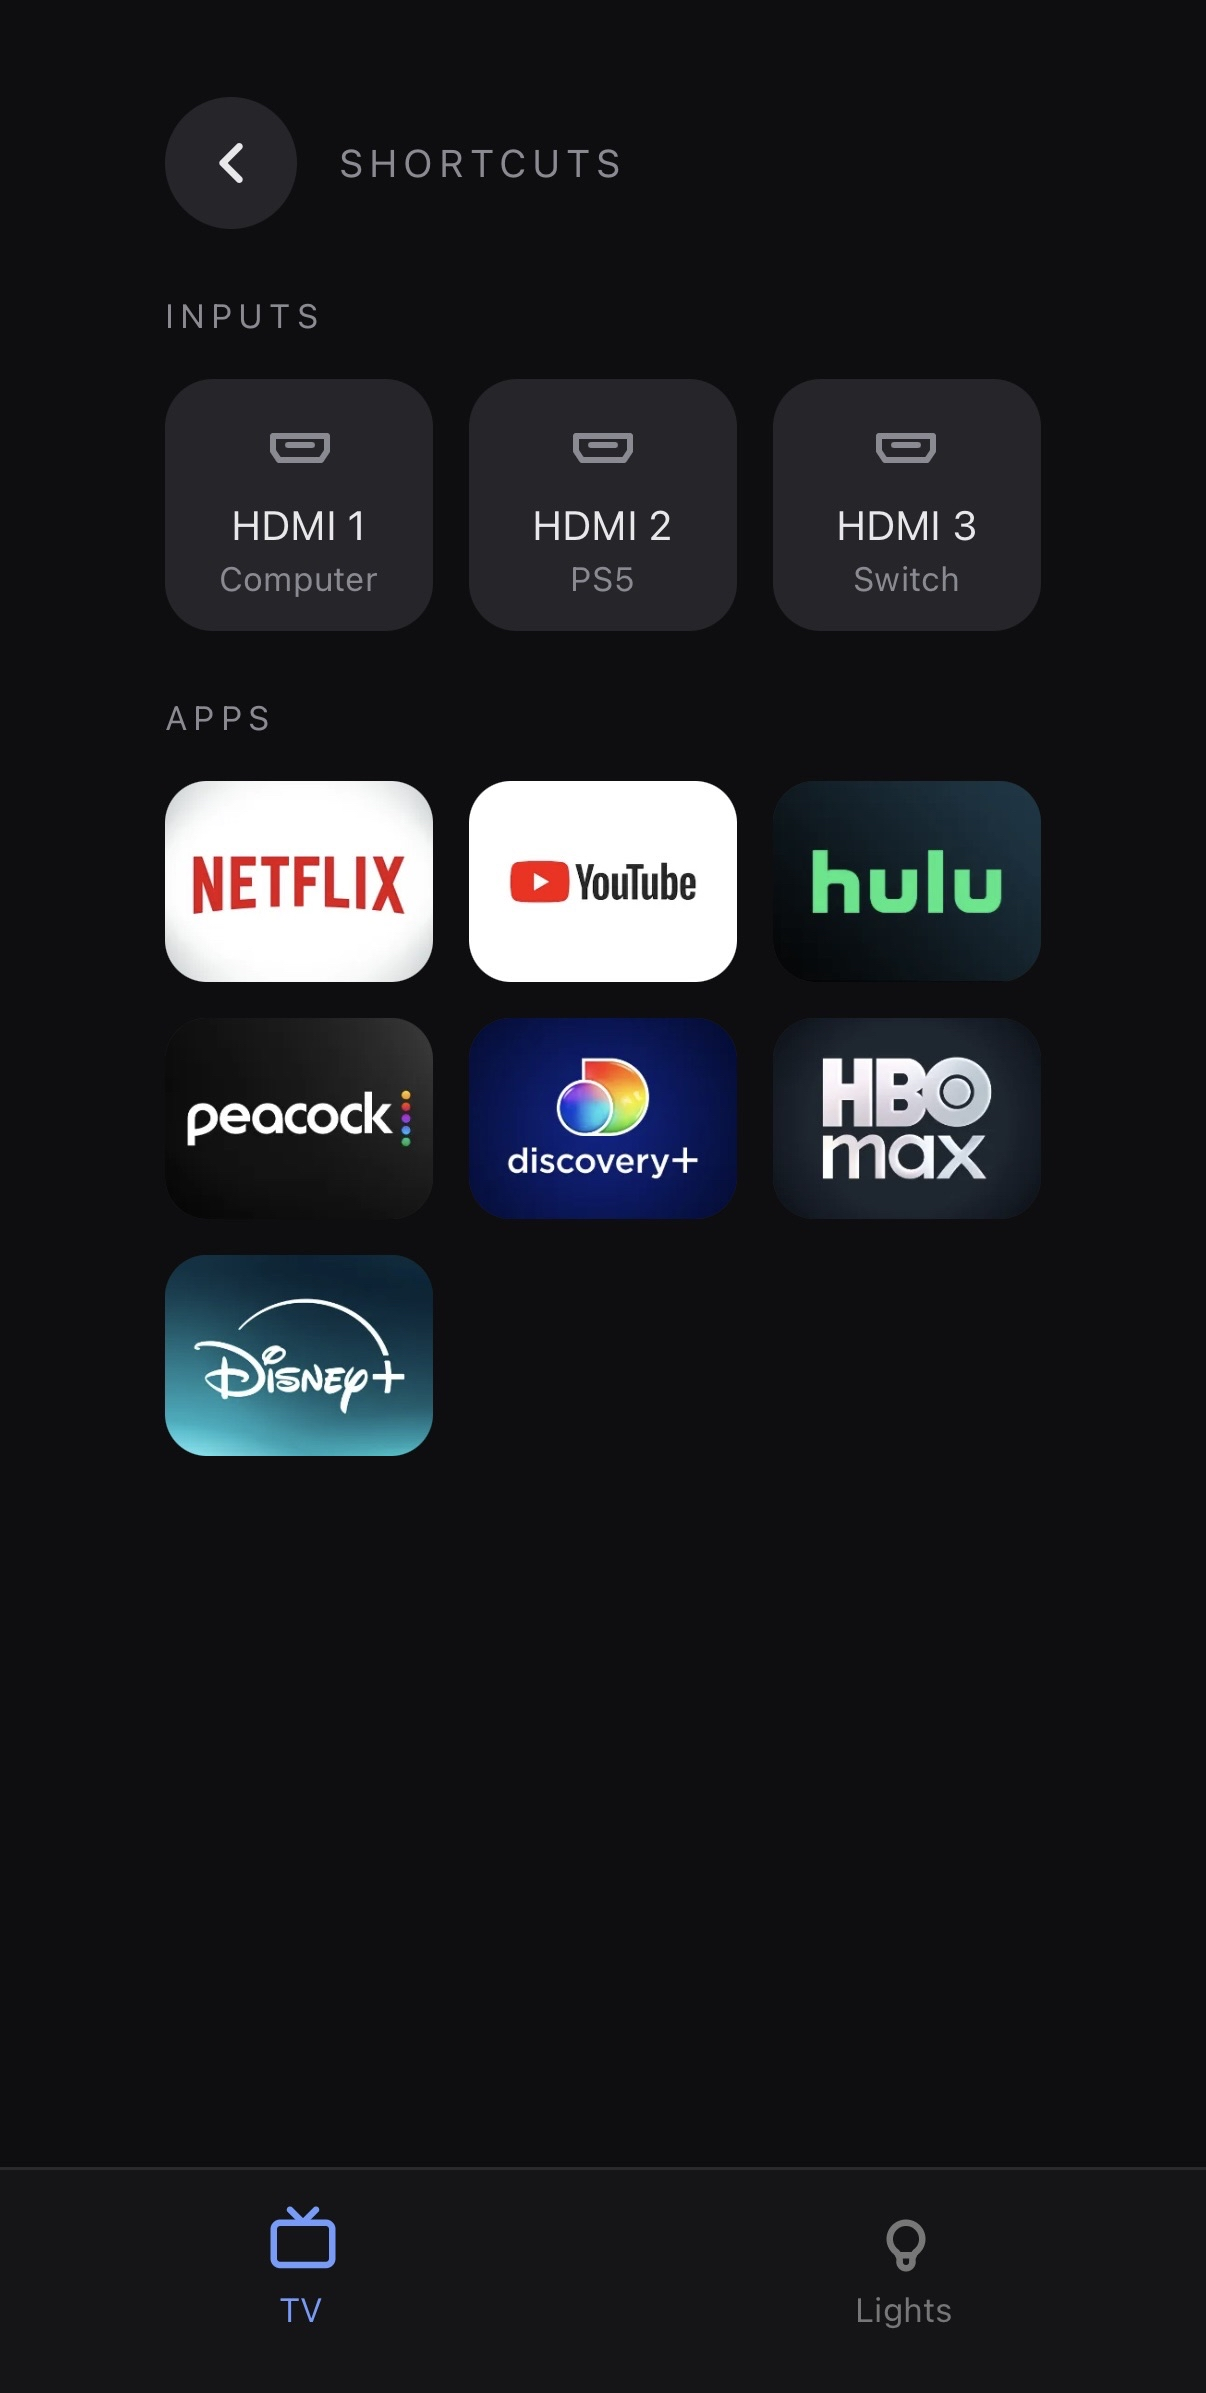 SHORTCUTS
INPUTS
HDMI 1
Computer
HDMI 2
PS5
HDMI 3
Switch
APPS
NETFLIX
YouTube
hulu
peacock
discovery+
HBO
max
Disney+
TV
Lights